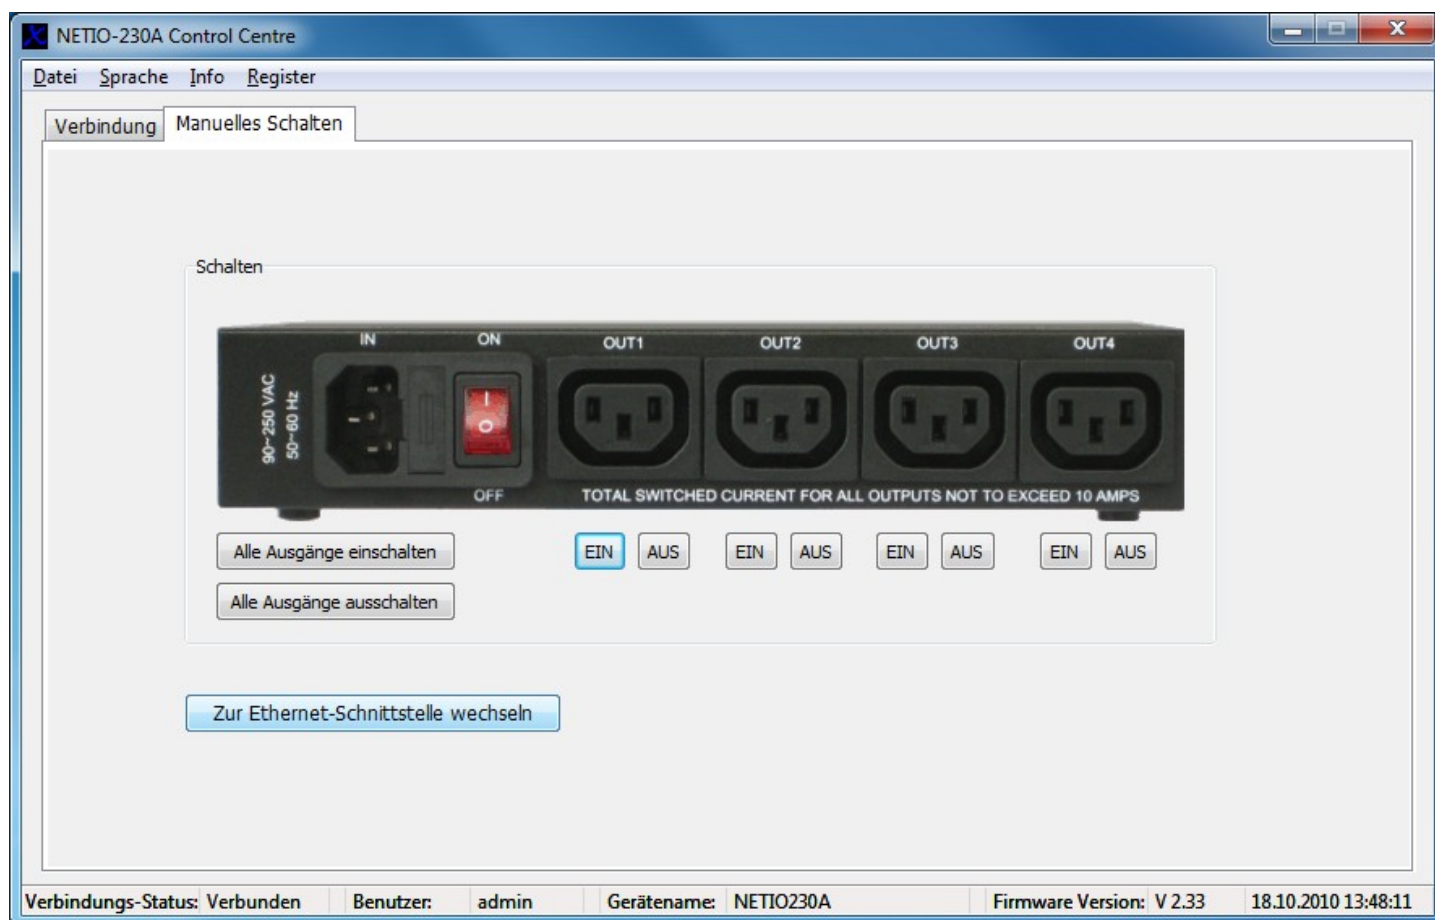 NETIO-230A Control Centre
Datei Sprache Info Register
Verbindung Manuelles Schalten
Schalten
IN ON OUT1 OUT2 OUT3 OUT4
90~250 VAC
50~60 Hz
I
O
OFF TOTAL SWITCHED CURRENT FOR ALL OUTPUTS NOT TO EXCEED 10 AMPS
Alle Ausgänge einschalten EIN AUS EIN AUS EIN AUS EIN AUS
Alle Ausgänge ausschalten
Zur Ethernet-Schnittstelle wechseln
Verbindungs-Status: Verbunden Benutzer: admin Gerätename: NETIO230A Firmware Version: V 2.33 18.10.2010 13:48:11